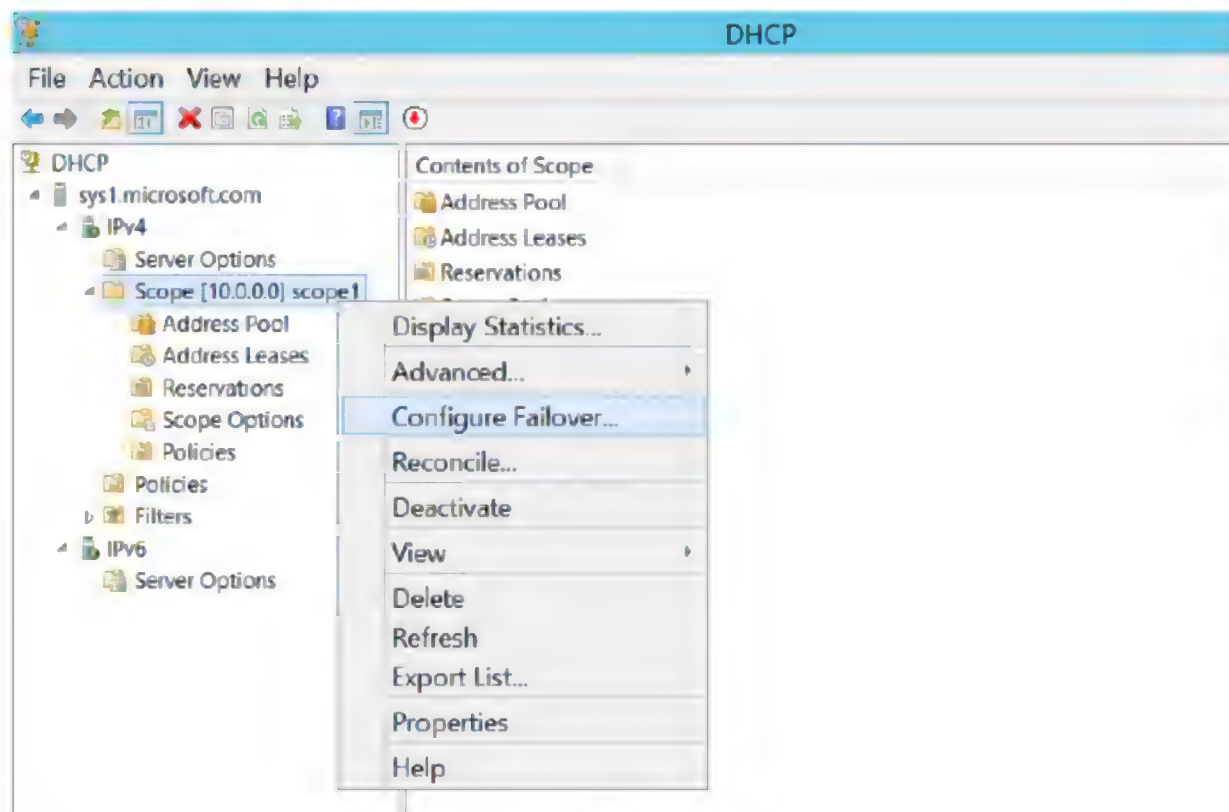 DHCP
File Action View Help
DHCP
sys1.microsoft.com
IPv4
Server Options
Scope [10.0.0.0] scope1
Address Pool
Address Leases
Reservations
Scope Options
Policies
Policies
Filters
IPv6
Server Options
Contents of Scope
Address Pool
Address Leases
Reservations
Display Statistics...
Advanced...
Configure Failover...
Reconcile...
Deactivate
View
Delete
Refresh
Export List...
Properties
Help